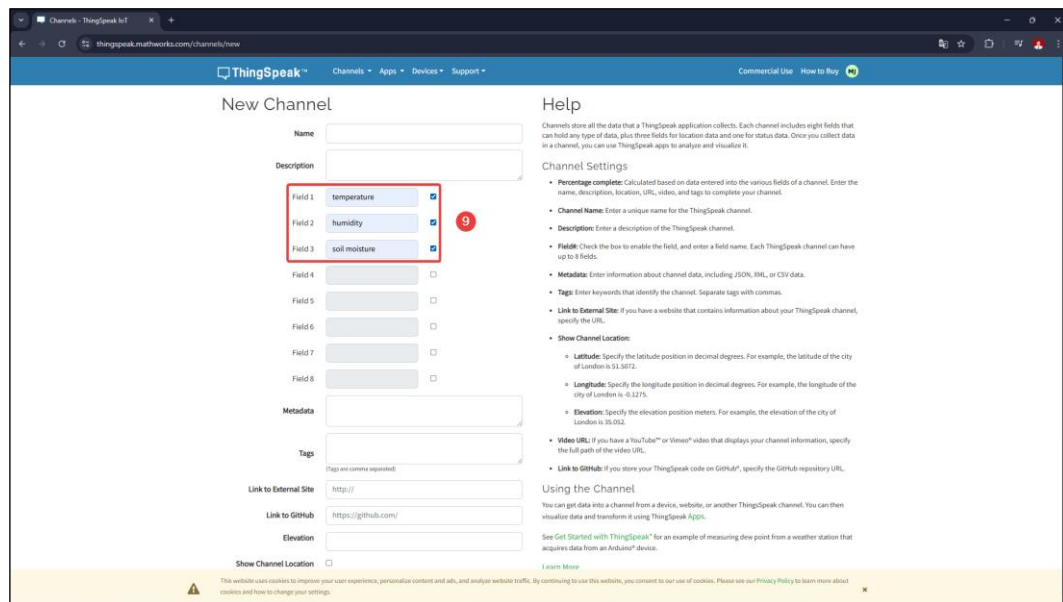 Channels - ThingSpeak IoT
thingspeak.mathworks.com/channels/new
ThingSpeak™ Channels Apps Devices Support Commercial Use How to Buy MJ
New Channel
Name
Description
Field 1 temperature
Field 2 humidity
Field 3 soil moisture
9
Field 4
Field 5
Field 6
Field 7
Field 8
Metadata
Tags
(Tags are comma separated)
Link to External Site http://
Link to GitHub https://github.com/
Elevation
Show Channel Location
Help
Channels store all the data that a ThingSpeak application collects. Each channel includes eight fields that
can hold any type of data, plus three fields for location data and one for status data. Once you collect data
in a channel, you can use ThingSpeak apps to analyze and visualize it.
Channel Settings
• Percentage complete: Calculated based on data entered into the various fields of a channel. Enter the
name, description, location, URL, video, and tags to complete your channel.
• Channel Name: Enter a unique name for the ThingSpeak channel.
• Description: Enter a description of the ThingSpeak channel.
• Field#: Check the box to enable the field, and enter a field name. Each ThingSpeak channel can have
up to 8 fields.
• Metadata: Enter information about channel data, including JSON, XML, or CSV data.
• Tags: Enter keywords that identify the channel. Separate tags with commas.
• Link to External Site: If you have a website that contains information about your ThingSpeak channel,
specify the URL.
• Show Channel Location:
Latitude: Specify the latitude position in decimal degrees. For example, the latitude of the city
of London is 51.5072.
Longitude: Specify the longitude position in decimal degrees. For example, the longitude of the
city of London is -0.1275.
Elevation: Specify the elevation position meters. For example, the elevation of the city of
London is 35.052.
• Video URL: If you have a YouTube™ or Vimeo® video that displays your channel information, specify
the full path of the video URL.
• Link to GitHub: If you store your ThingSpeak code on GitHub®, specify the GitHub repository URL.
Using the Channel
You can get data into a channel from a device, website, or another ThingsSpeak channel. You can then
visualize data and transform it using ThingSpeak Apps.
See Get Started with ThingSpeak™ for an example of measuring dew point from a weather station that
acquires data from an Arduino® device.
Learn More
This website uses cookies to improve your user experience, personalize content and ads, and analyze website traffic. By continuing to use this website, you consent to our use of cookies. Please see our Privacy Policy to learn more about
cookies and how to change your settings.